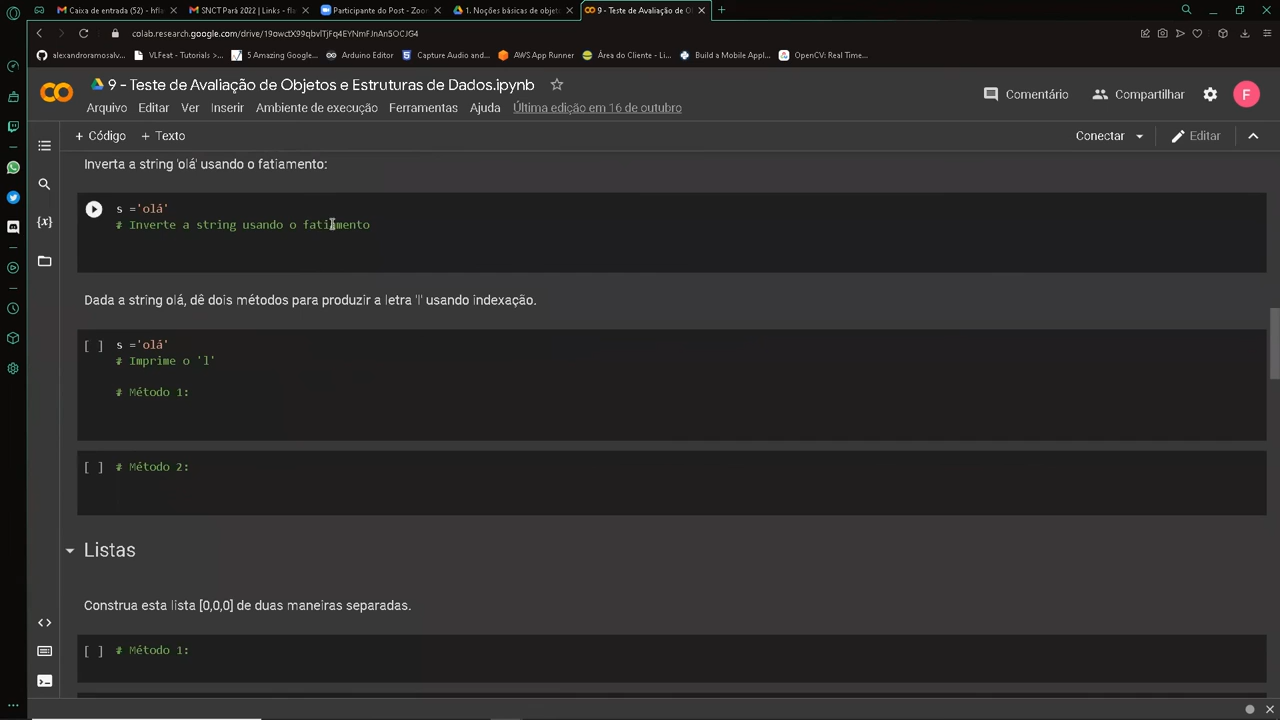 Caixa de entrada (52) - hfla
SNCT Pará 2022 | Links - fla
Participante do Post - Zoo
1. Noções básicas de objeto
9 - Teste de Avaliação de O
colab.research.google.com/drive/
alexandroramosalv...
VLFeat - Tutorials >...
5 Amazing Google...
Arduino Editor
Capture Audio and...
AWS App Runner
Área do Cliente - Li...
Build a Mobile Appl...
OpenCV: Real Time...
9 - Teste de Avaliação de Objetos e Estruturas de Dados.ipynb
Comentário
Compartilhar
F
Arquivo Editar Ver Inserir Ambiente de execução Ferramentas Ajuda Última edição em 16 de outubro
+ Código + Texto
Conectar
Editar
Inverta a string 'olá' usando o fatiamento:
s ='olá'
# Inverte a string usando o fatiamento
Dada a string olá, dê dois métodos para produzir a letra 'l' usando indexação.
[ ] s ='olá'
# Imprime o 'l'
# Método 1:
[ ] # Método 2:
Listas
Construa esta lista [0,0,0] de duas maneiras separadas.
[ ] # Método 1: